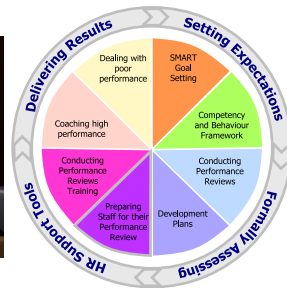 Delivering Results
Setting Expectations
Formally Assessing
HR Support Tools
SMART
Goal
Setting
Competency
and Behaviour
Framework
Conducting
Performance
Reviews
Development
Plans
Preparing
Staff for their
Performance
Review
Conducting
Performance
Reviews
Training
Coaching high
performance
Dealing with
poor
performance